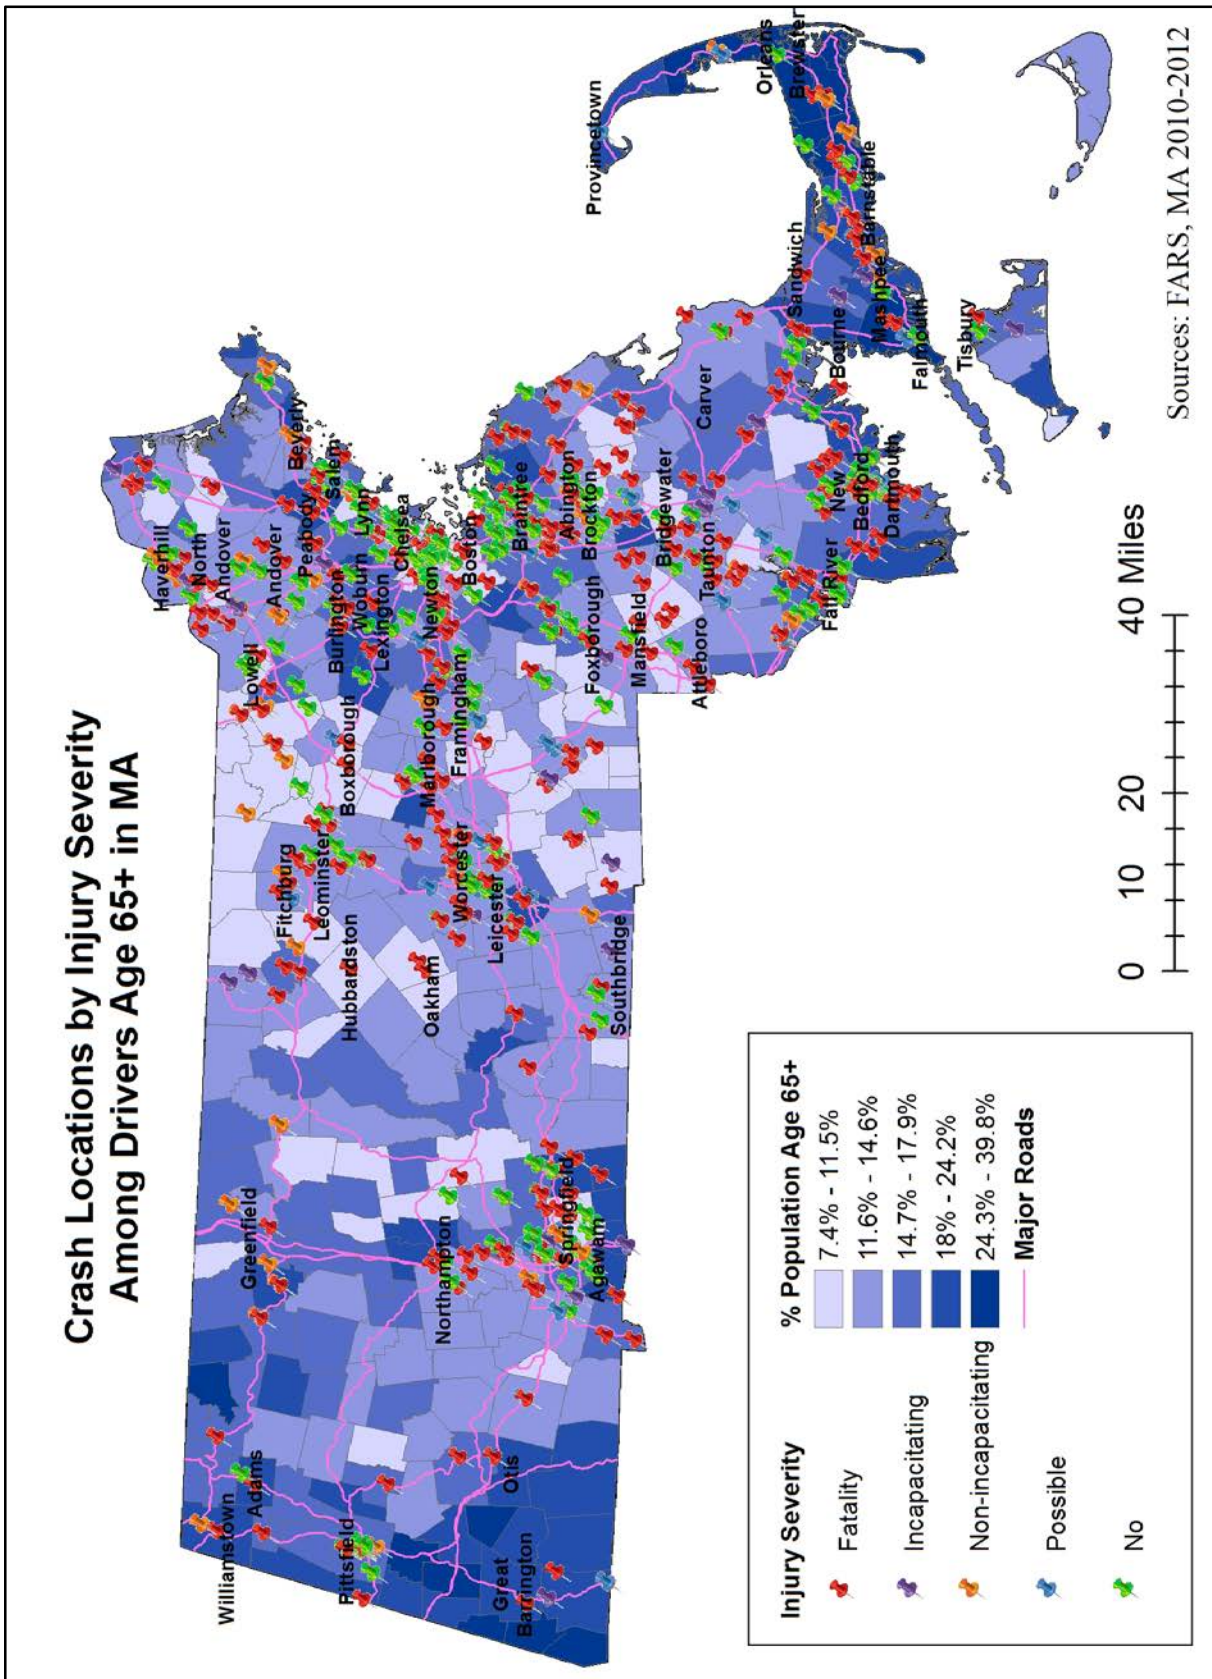 Crash Locations by Injury Severity
Among Drivers Age 65+ in MA
Williamstown
Adams
Pittsfield
Great
Barrington
Otis
Greenfield
Northampton
Springfield
Agawam
Hubbardston
Oakham
Fitchburg
Leominster
Worcester
Leicester
Southbridge
Boxborough
Marlborough
Framingham
Lowell
Haverhill
North
Andover
Andover
Peabody
Burlington
Woburn
Lexington
Newton
Beverly
Salem
Lynn
Chelsea
Boston
Braintree
Abington
Brockton
Bridgewater
Foxborough
Mansfield
Attleboro
Taunton
Fall River
New
Bedford
Dartmouth
Carver
Provincetown
Orleans
Brewster
Sandwich
Barnstable
Mashpee
Bourne
Falmouth
Tisbury
Injury Severity
Fatality
Incapacitating
Non-incapacitating
Possible
No
% Population Age 65+
7.4% - 11.5%
11.6% - 14.6%
14.7% - 17.9%
18% - 24.2%
24.3% - 39.8%
Major Roads
0 10 20 40 Miles
Sources: FARS, MA 2010-2012